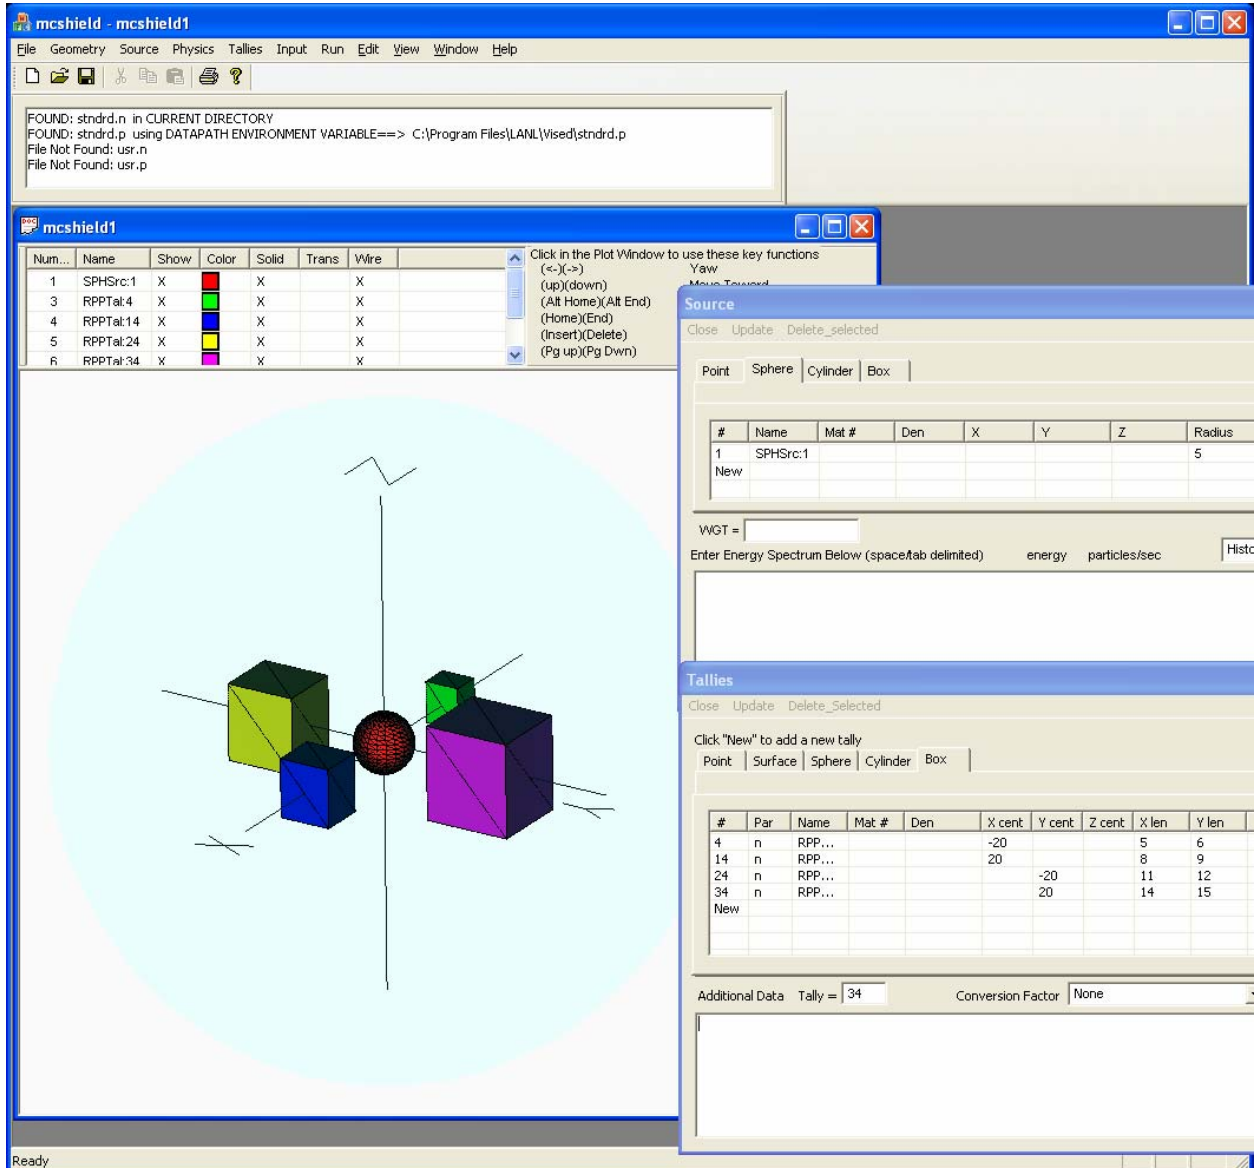 mcshield - mcshield1
File Geometry Source Physics Tallies Input Run Edit View Window Help
FOUND: stndrd.n in CURRENT DIRECTORY
FOUND: stndrd.p using DATAPATH ENVIRONMENT VARIABLE==> C:\Program Files\LANL\Vised\stndrd.p
File Not Found: usr.n
File Not Found: usr.p
mcshield1
Num... Name Show Color Solid Trans Wire
1 SPHSrc:1 X X X
3 RPPTal:4 X X X
4 RPPTal:14 X X X
5 RPPTal:24 X X X
6 RPPTal:34 X X X
Click in the Plot Window to use these key functions
(<-)(->) Yaw
(up)(down) Move Toward
(Alt Home)(Alt End)
(Home)(End)
(Insert)(Delete)
(Pg up)(Pg Dwn)
Z
X
Y
Source
Close Update Delete_selected
Point Sphere Cylinder Box
# Name Mat # Den X Y Z Radius
1 SPHSrc:1 5
New
WGT =
Enter Energy Spectrum Below (space/tab delimited) energy particles/sec Histo
Tallies
Close Update Delete_Selected
Click "New" to add a new tally
Point Surface Sphere Cylinder Box
# Par Name Mat # Den X cent Y cent Z cent X len Y len
4 n RPP... -20 5 6
14 n RPP... 20 8 9
24 n RPP... -20 11 12
34 n RPP... 20 14 15
New
Additional Data Tally = 34 Conversion Factor None
Ready